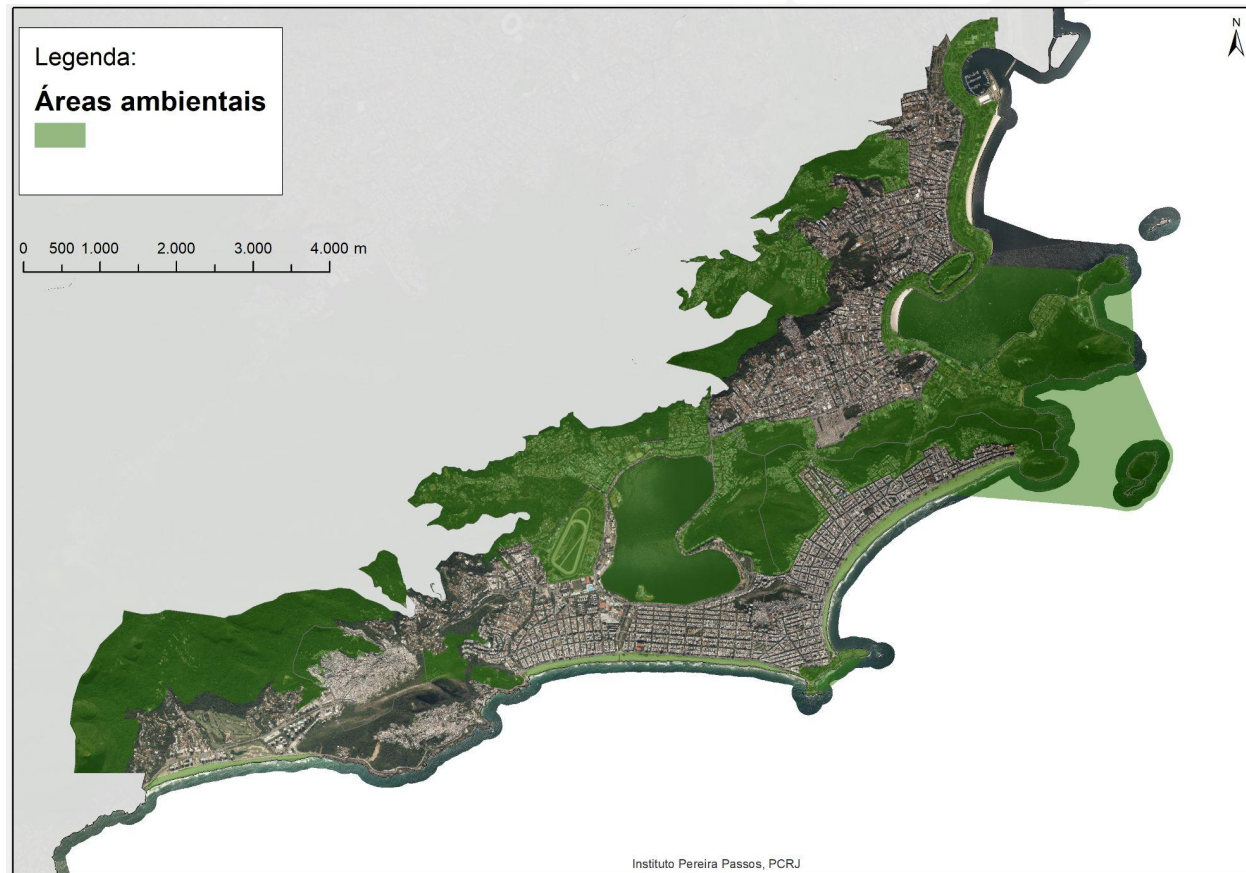 N
Legenda:
Áreas ambientais
0 500 1.000 2.000 3.000 4.000 m
Instituto Pereira Passos, PCRJ